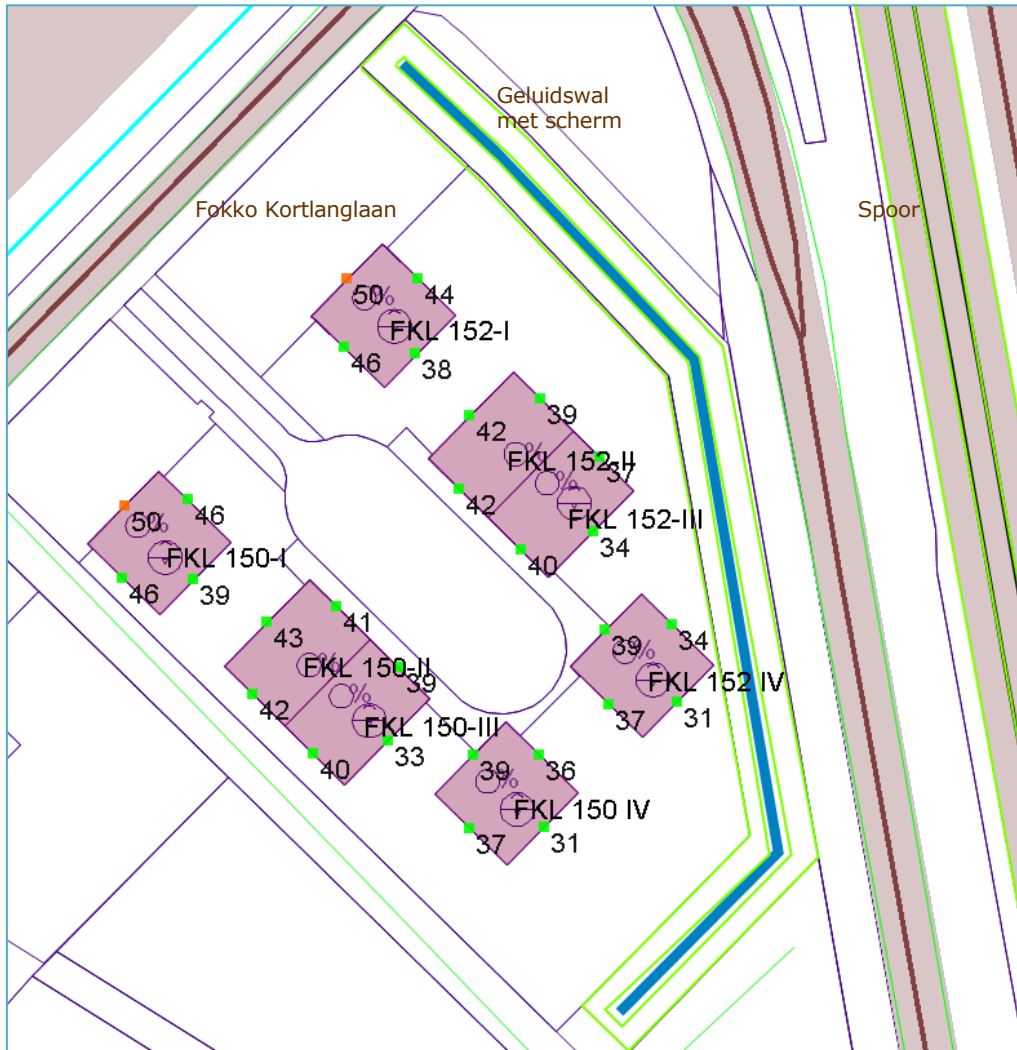 Geluidswal
met scherm
Fokko Kortlanglaan
Spoor
50 %
44
FKL 152-I
46
38
39
42
FKL 152-II
37
%
42
FKL 152-III
34
40
50 %
46
FKL 150-I
46
39
41
43
FKL 150-II
39
42
%
FKL 150-III
33
40
34
39 %
FKL 152 IV
37
31
39 %
36
FKL 150 IV
37
31